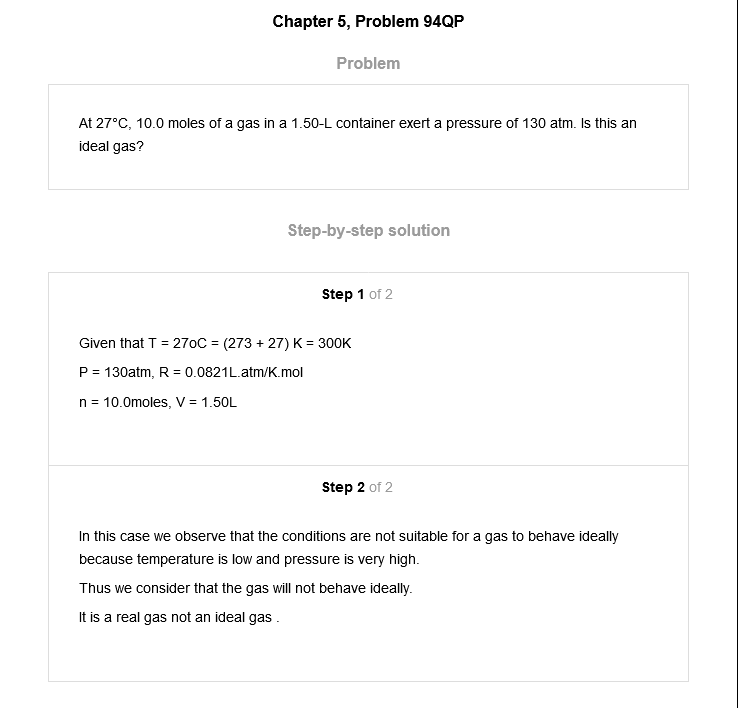 Chapter 5, Problem 94QP
Problem
At 27°C, 10.0 moles of a gas in a 1.50-L container exert a pressure of 130 atm. Is this an
ideal gas?
Step-by-step solution
Step 1 of 2
Given that T = 27oC = (273 + 27) K = 300K
P = 130atm, R = 0.0821L.atm/K.mol
n = 10.0moles, V = 1.50L
Step 2 of 2
In this case we observe that the conditions are not suitable for a gas to behave ideally
because temperature is low and pressure is very high.
Thus we consider that the gas will not behave ideally.
It is a real gas not an ideal gas .